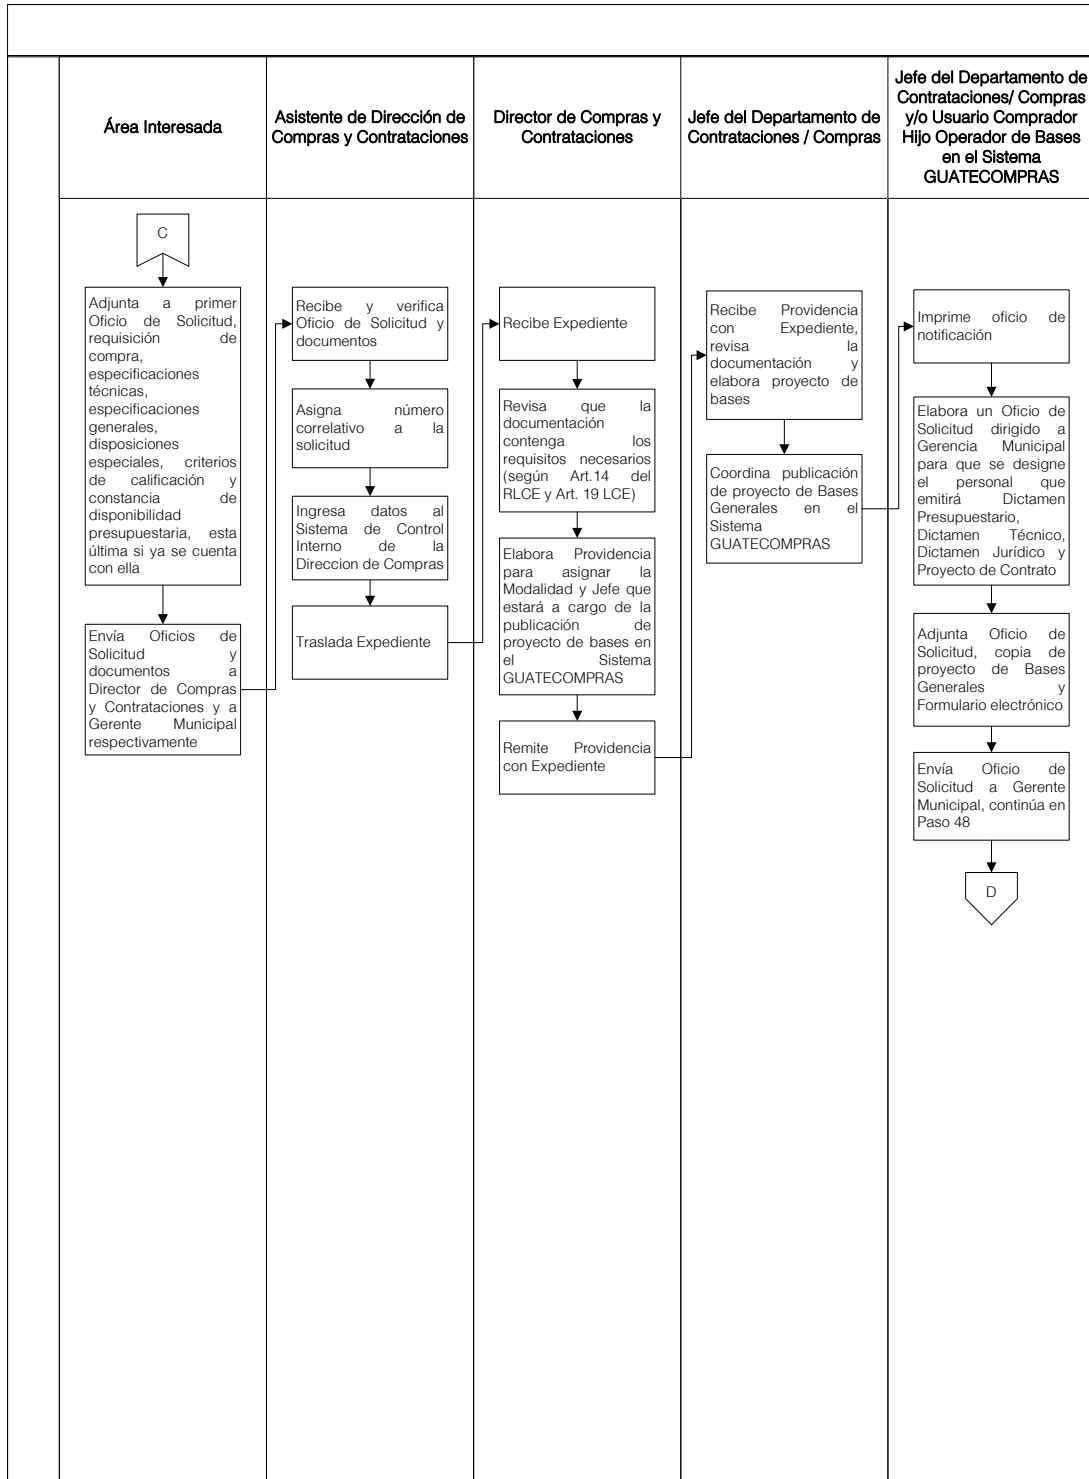 Área Interesada
Asistente de Dirección de
Compras y Contrataciones
Director de Compras y
Contrataciones
Jefe del Departamento de
Contrataciones / Compras
Jefe del Departamento de
Contrataciones/ Compras
y/o Usuario Comprador
Hijo Operador de Bases
en el Sistema
GUATECOMPRAS
C
Adjunta a primer
Oficio de Solicitud,
requisición de
compra,
especificaciones
técnicas,
especificaciones
generales,
disposiciones
especiales, criterios
de calificación y
constancia de
disponibilidad
presupuestaria, esta
última si ya se cuenta
con ella
Envía Oficios de
Solicitud y
documentos a
Director de Compras
y Contrataciones y a
Gerente Municipal
respectivamente
Recibe y verifica
Oficio de Solicitud y
documentos
Asigna número
correlativo a la
solicitud
Ingresa datos al
Sistema de Control
Interno de la
Direccion de Compras
Traslada Expediente
Recibe Expediente
Revisa que la
documentación
contenga los
requisitos necesarios
(según Art.14 del
RLCE y Art. 19 LCE)
Elabora Providencia
para asignar la
Modalidad y Jefe que
estará a cargo de la
publicación de
proyecto de bases en
el Sistema
GUATECOMPRAS
Remite Providencia
con Expediente
Recibe Providencia
con Expediente,
revisa la
documentación y
elabora proyecto de
bases
Coordina publicación
de proyecto de Bases
Generales en el
Sistema
GUATECOMPRAS
Imprime oficio de
notificación
Elabora un Oficio de
Solicitud dirigido a
Gerencia Municipal
para que se designe
el personal que
emitirá Dictamen
Presupuestario,
Dictamen Técnico,
Dictamen Jurídico y
Proyecto de Contrato
Adjunta Oficio de
Solicitud, copia de
proyecto de Bases
Generales y
Formulario electrónico
Envía Oficio de
Solicitud a Gerente
Municipal, continúa en
Paso 48
D